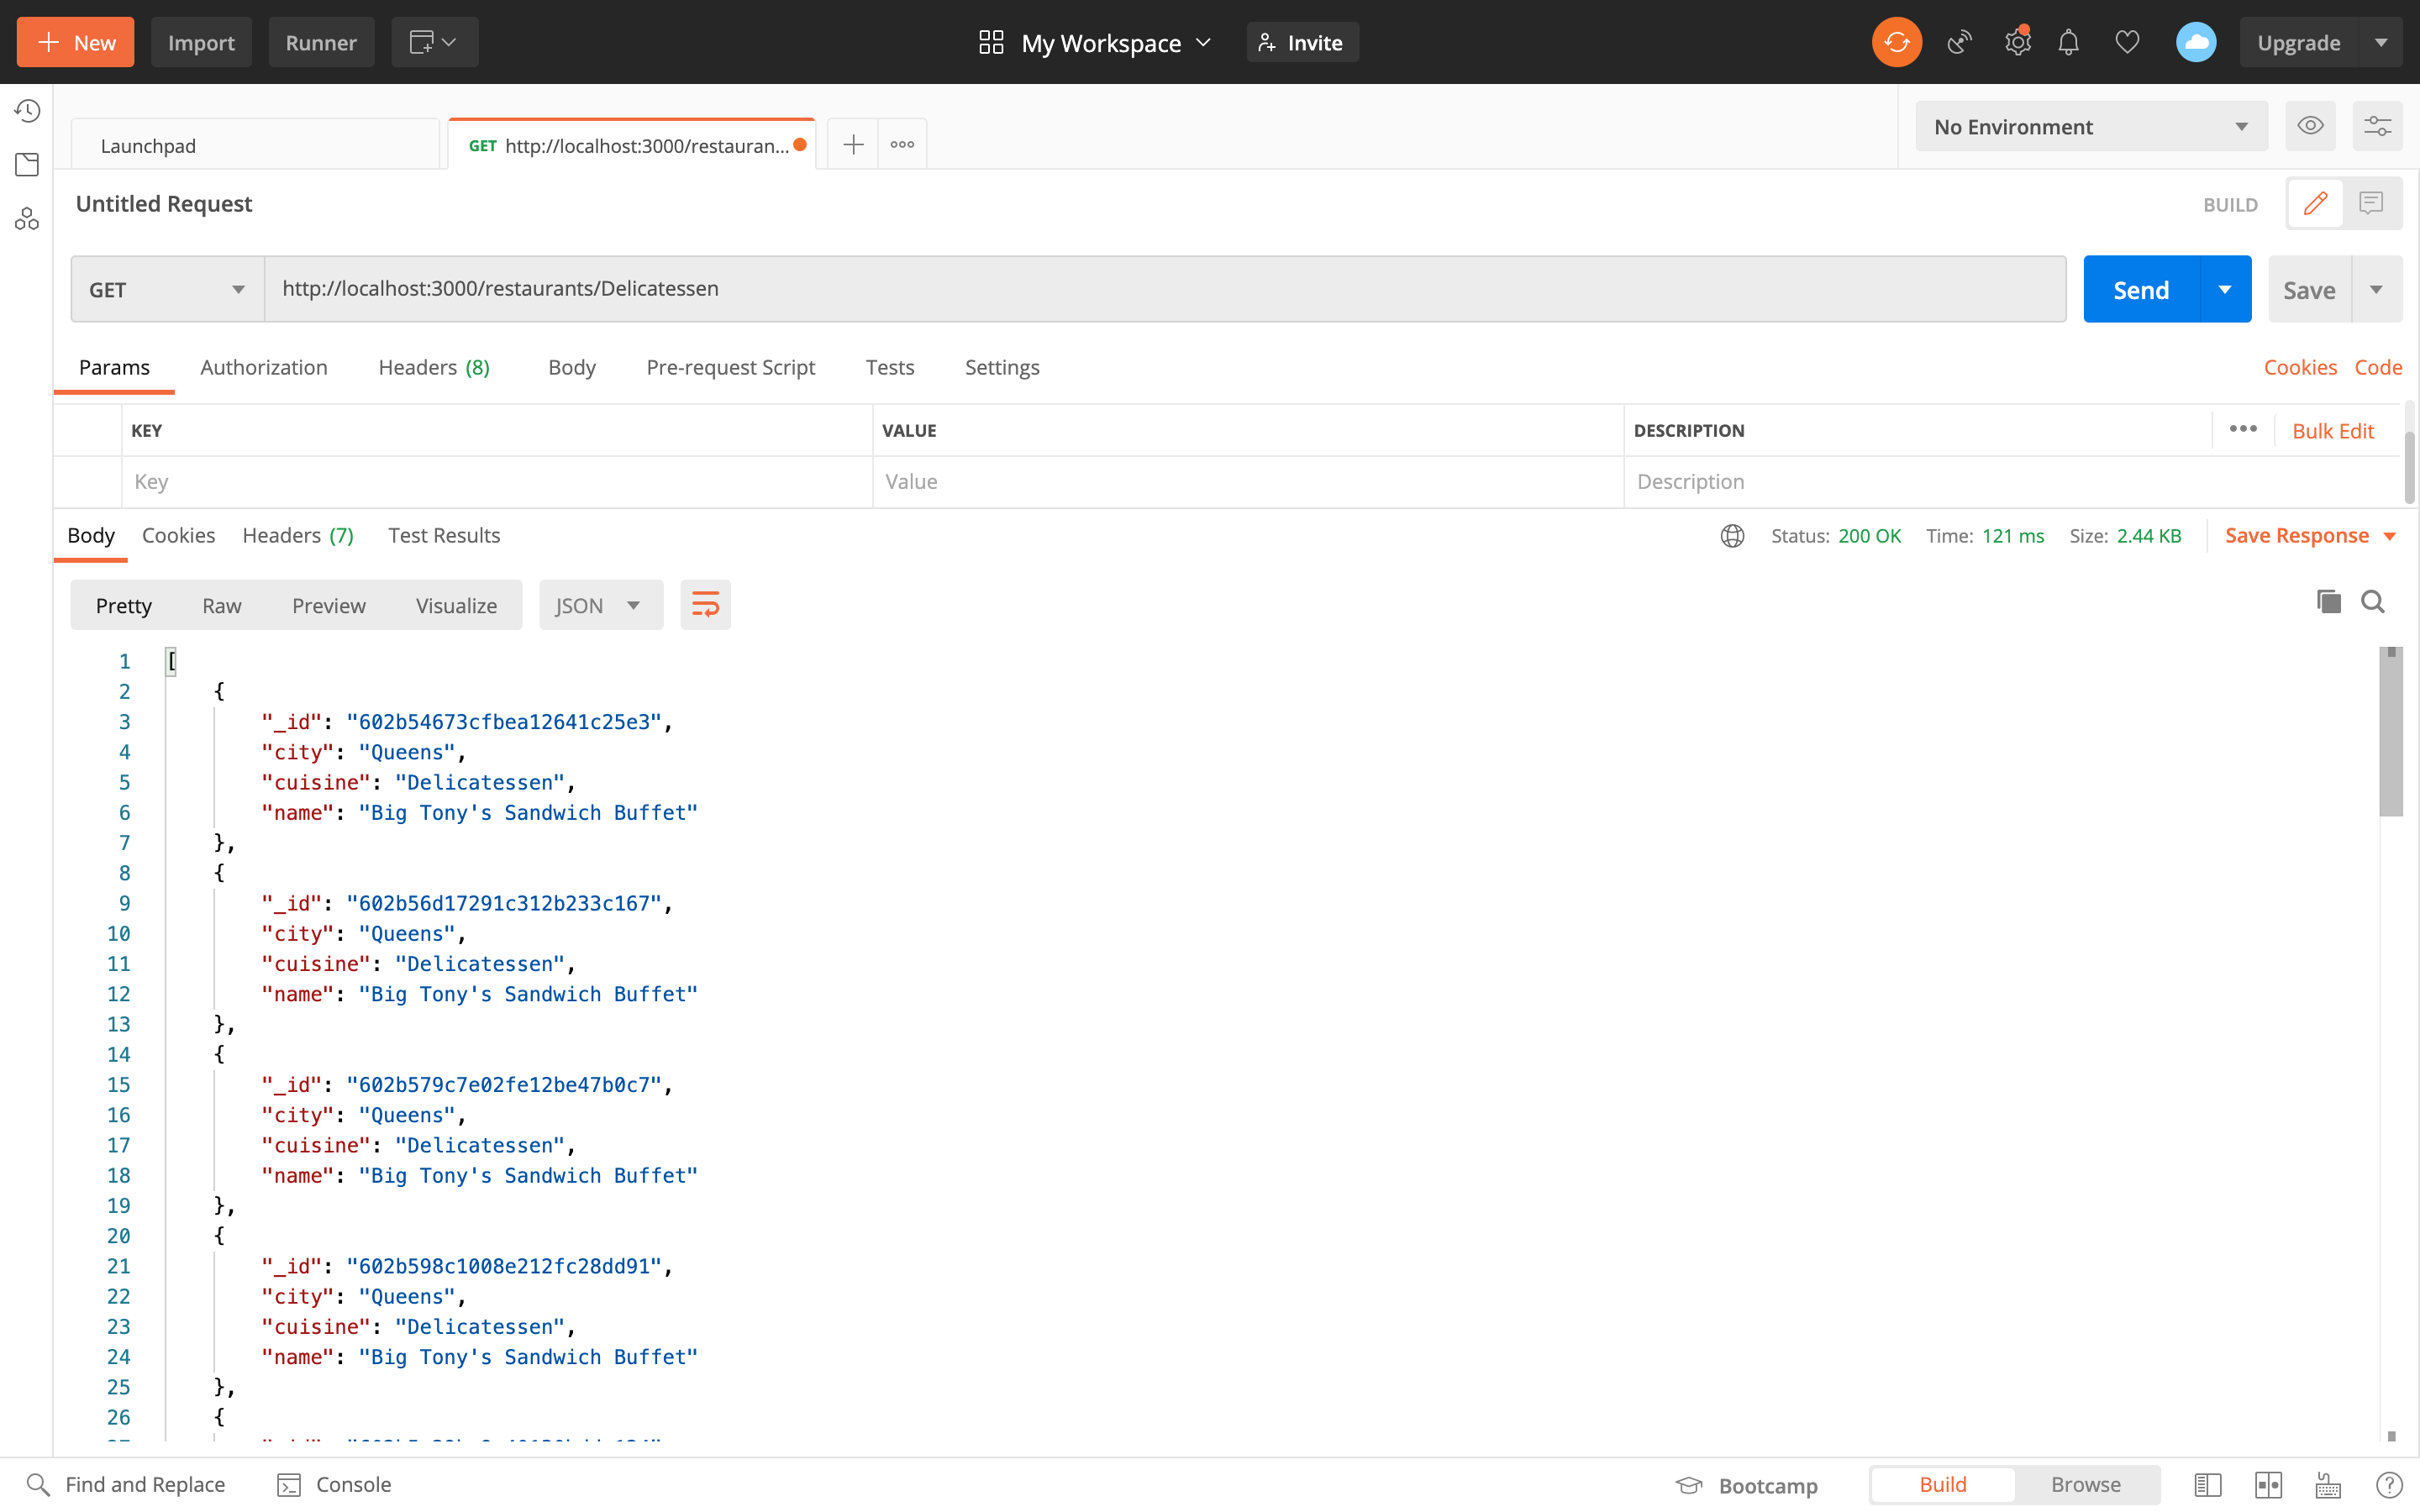 New Import Runner My Workspace Invite Upgrade
Launchpad GET http://localhost:3000/restauran... No Environment
Untitled Request BUILD
GET http://localhost:3000/restaurants/Delicatessen Send Save
Params Authorization Headers (8) Body Pre-request Script Tests Settings Cookies Code
KEY VALUE DESCRIPTION ••• Bulk Edit
Key Value Description
Body Cookies Headers (7) Test Results Status: 200 OK Time: 121 ms Size: 2.44 KB Save Response
Pretty Raw Preview Visualize JSON
1 [
2 {
3 "_id": "602b54673cfbea12641c25e3",
4 "city": "Queens",
5 "cuisine": "Delicatessen",
6 "name": "Big Tony's Sandwich Buffet"
7 },
8 {
9 "_id": "602b56d17291c312b233c167",
10 "city": "Queens",
11 "cuisine": "Delicatessen",
12 "name": "Big Tony's Sandwich Buffet"
13 },
14 {
15 "_id": "602b579c7e02fe12be47b0c7",
16 "city": "Queens",
17 "cuisine": "Delicatessen",
18 "name": "Big Tony's Sandwich Buffet"
19 },
20 {
21 "_id": "602b598c1008e212fc28dd91",
22 "city": "Queens",
23 "cuisine": "Delicatessen",
24 "name": "Big Tony's Sandwich Buffet"
25 },
26 {
Find and Replace Console Bootcamp Build Browse